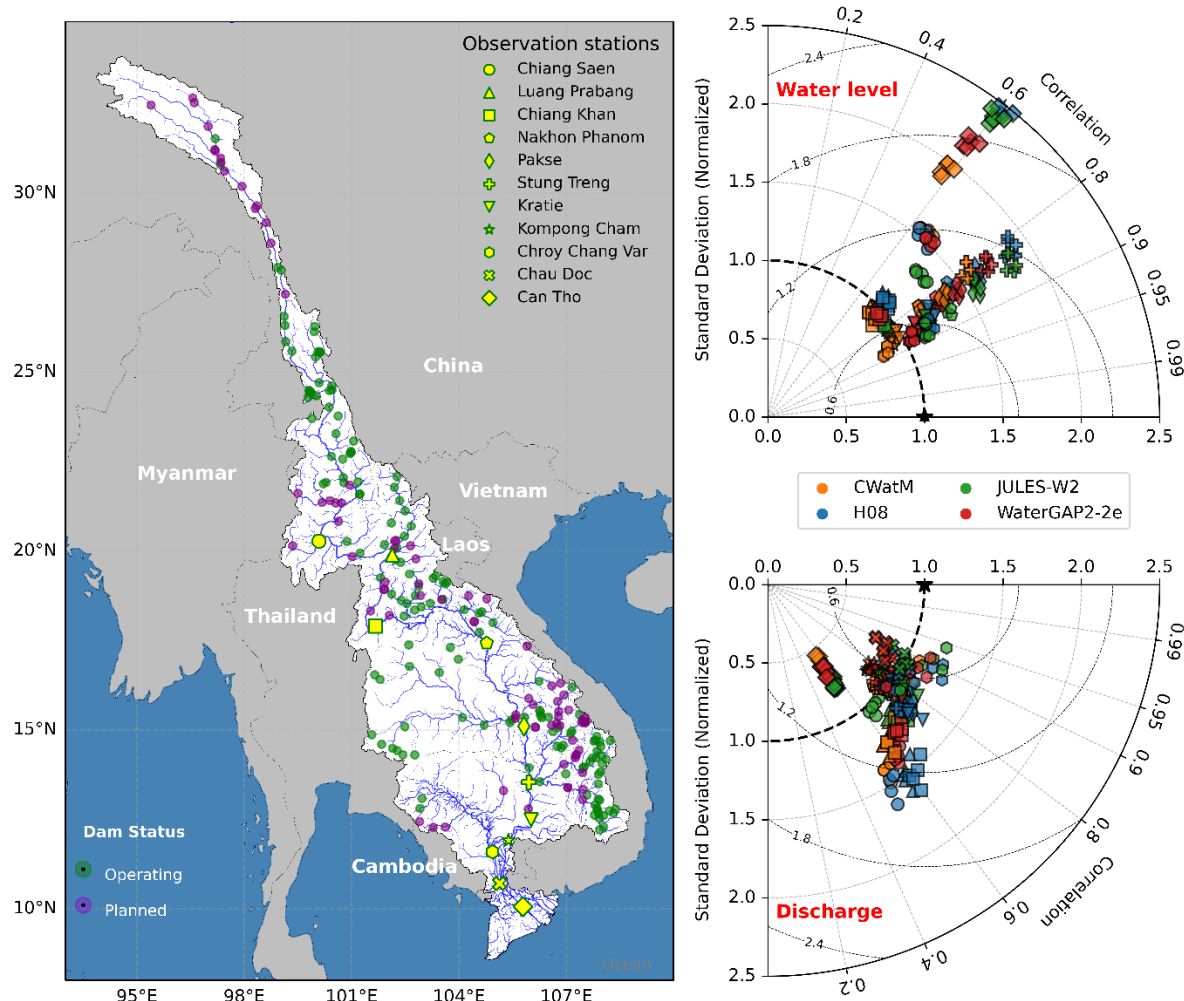 Observation stations
Chiang Saen
Luang Prabang
Chiang Khan
Nakhon Phanom
Pakse
Stung Treng
Kratie
Kompong Cham
Chroy Chang Var
Chau Doc
Can Tho
30°N
25°N
20°N
15°N
10°N
China
Myanmar
Vietnam
Laos
Thailand
Cambodia
Dam Status
Operating
Planned
Ocean
95°E 98°E 101°E 104°E 107°E
Water level
Standard Deviation (Normalized)
2.5
2.0
1.5
1.0
0.5
0.0
0.0 0.5 1.0 1.5 2.0 2.5
0.2 0.4 0.6 0.8 0.9 0.95 0.99
Correlation
2.4
1.8
1.2
0.6
CWatM
H08
JULES-W2
WaterGAP2-2e
0.0 0.5 1.0 1.5 2.0 2.5
0.0
0.5
1.0
1.5
2.0
2.5
Standard Deviation (Normalized)
0.6
1.2
1.8
2.4
0.99 0.95 0.9 0.8 0.6 0.4 0.2
Correlation
Discharge